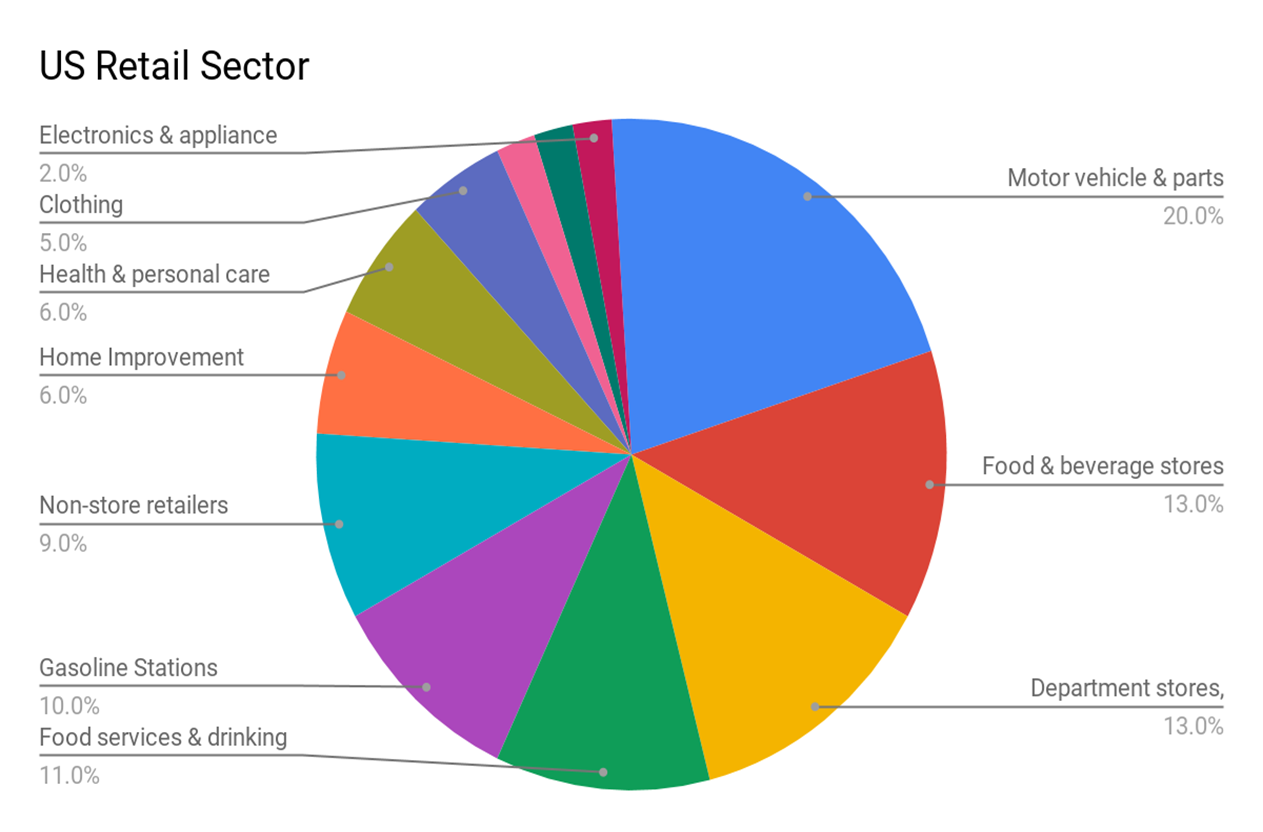 US Retail Sector
Electronics & appliance
2.0%
Clothing
5.0%
Health & personal care
6.0%
Home Improvement
6.0%
Non-store retailers
9.0%
Gasoline Stations
10.0%
Food services & drinking
11.0%
Motor vehicle & parts
20.0%
Food & beverage stores
13.0%
Department stores,
13.0%